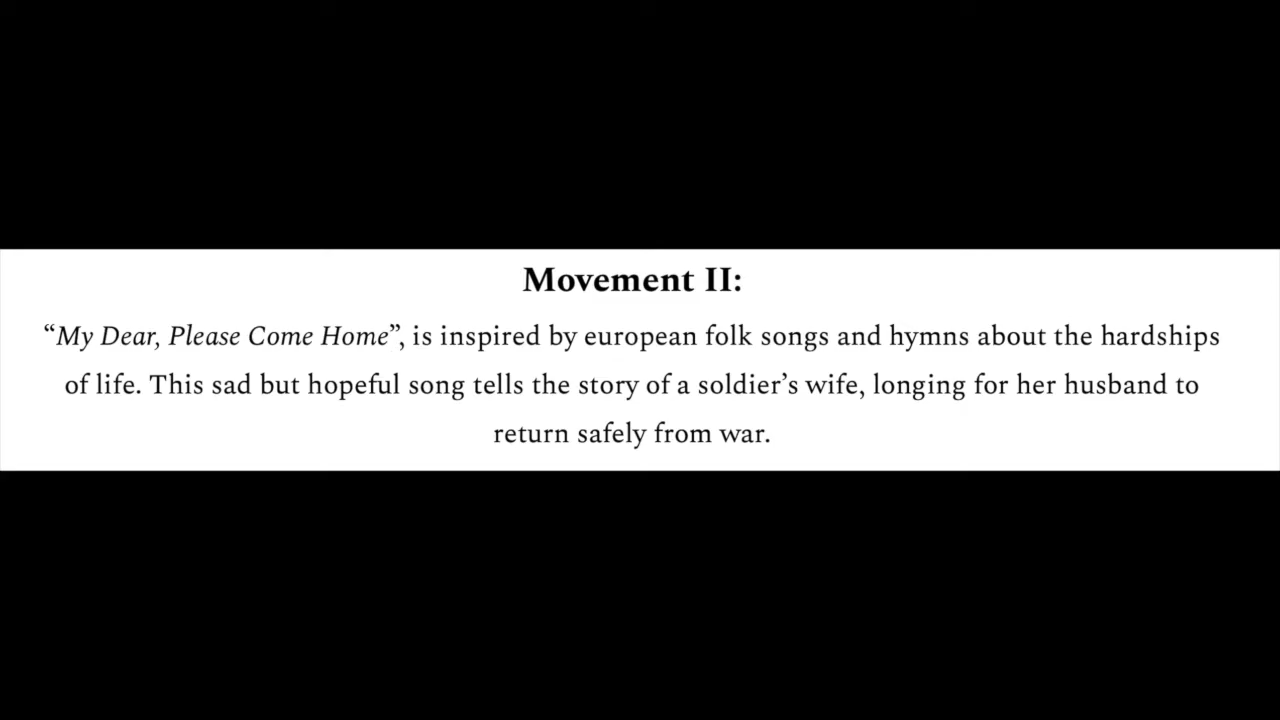 Movement II:
“My Dear, Please Come Home”, is inspired by european folk songs and hymns about the hardships
of life. This sad but hopeful song tells the story of a soldier’s wife, longing for her husband to
return safely from war.